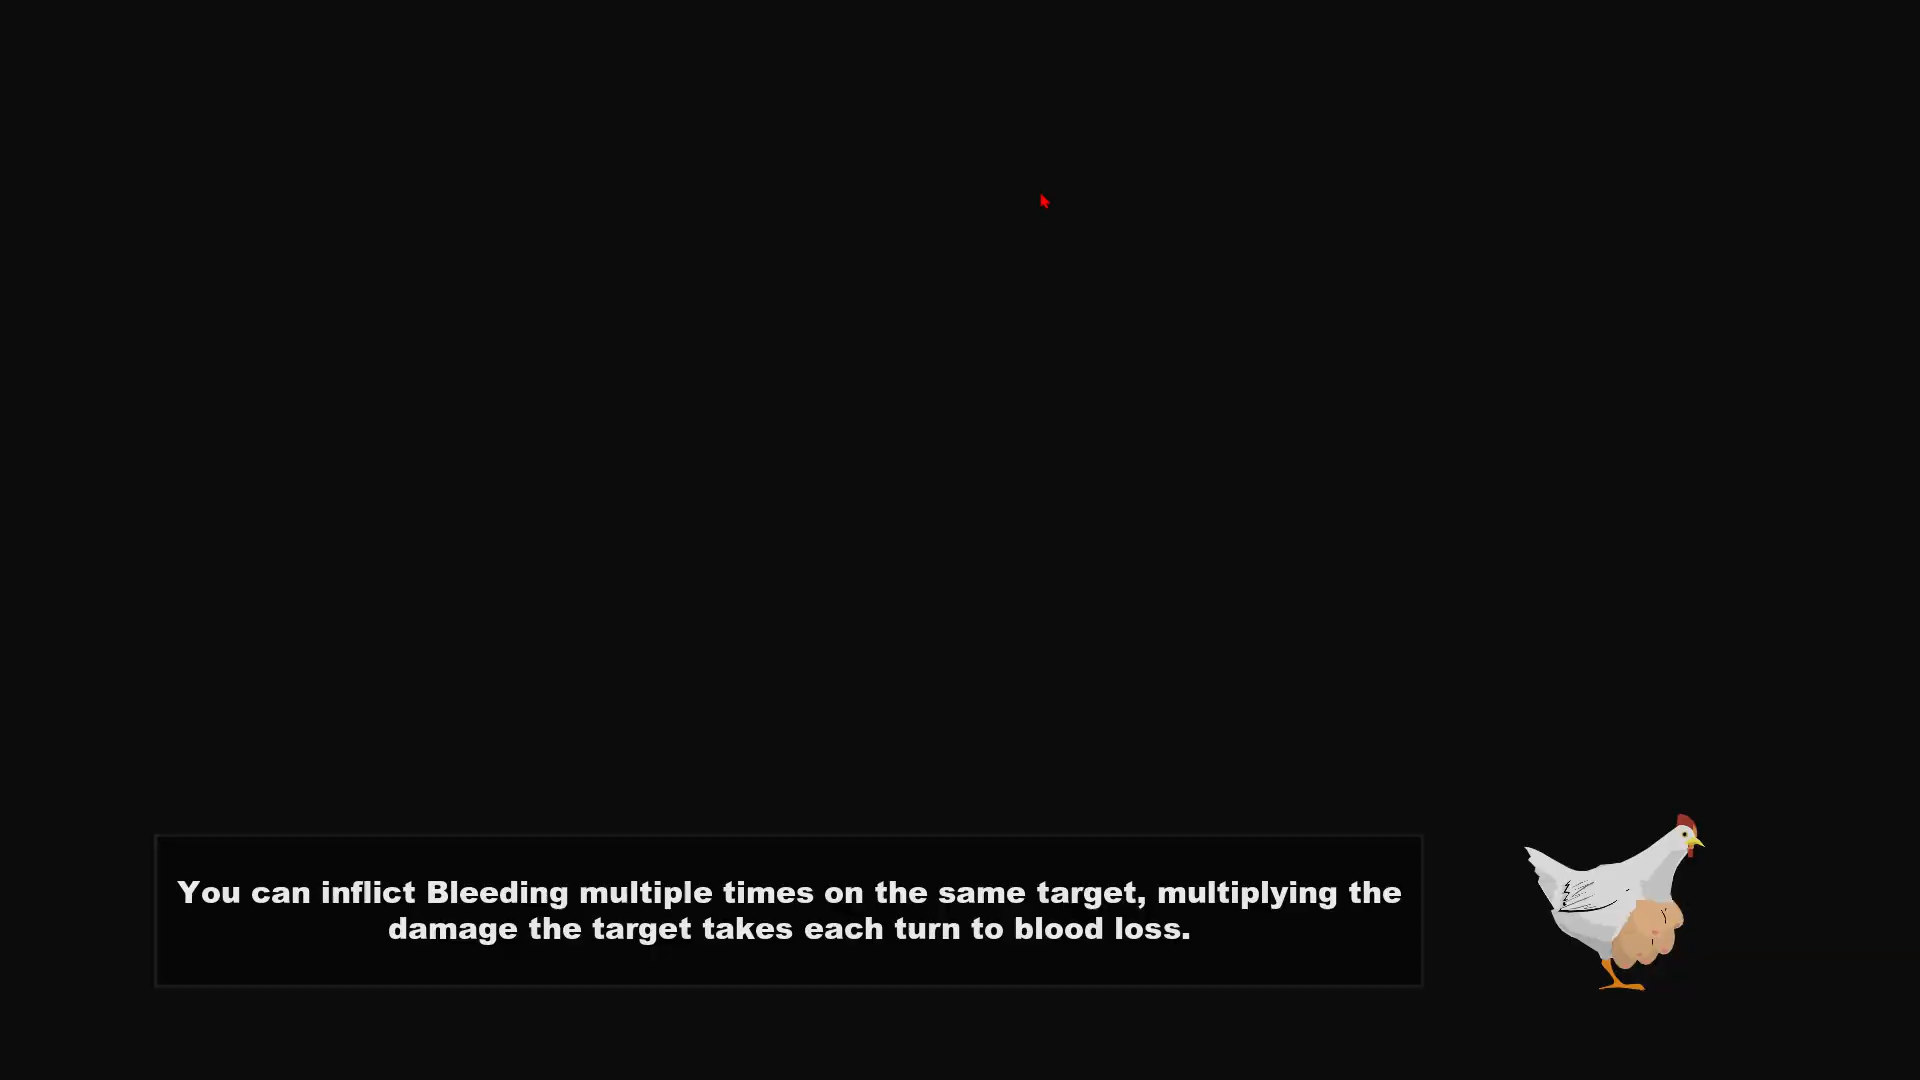 You can inflict Bleeding multiple times on the same target, multiplying the
damage the target takes each turn to blood loss.